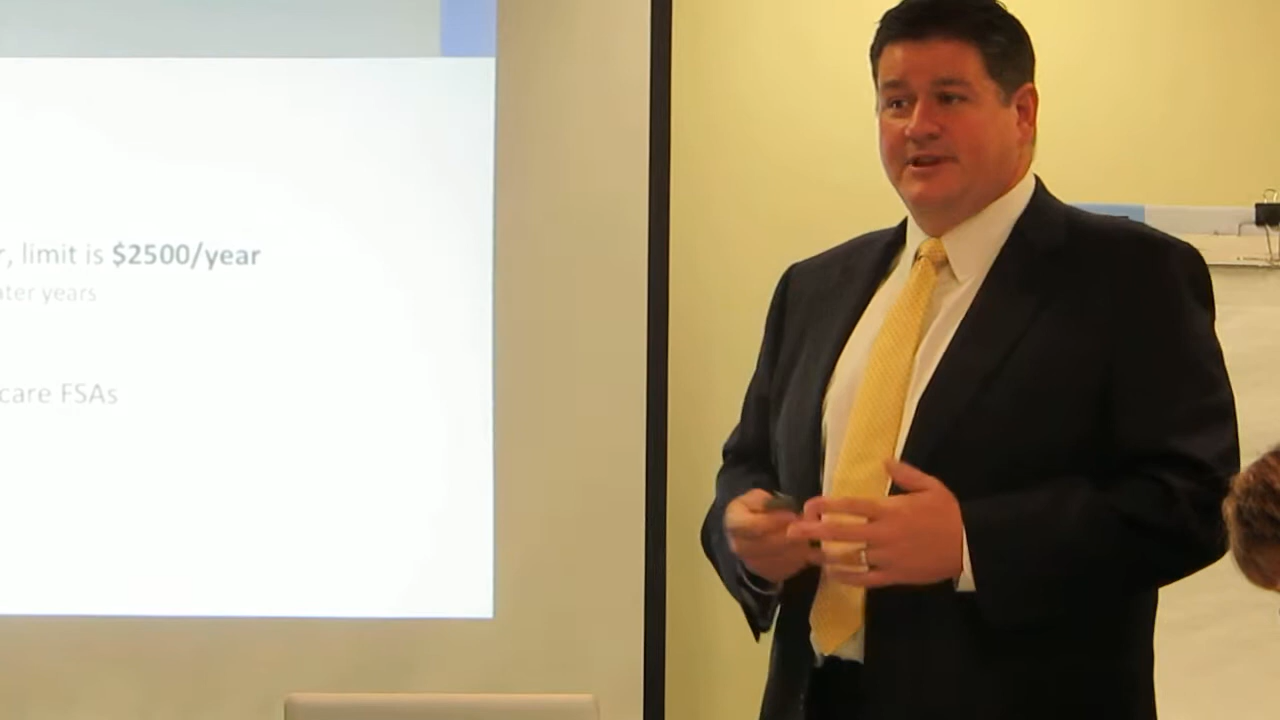 , limit is $2500/year
ater years
care FSAs